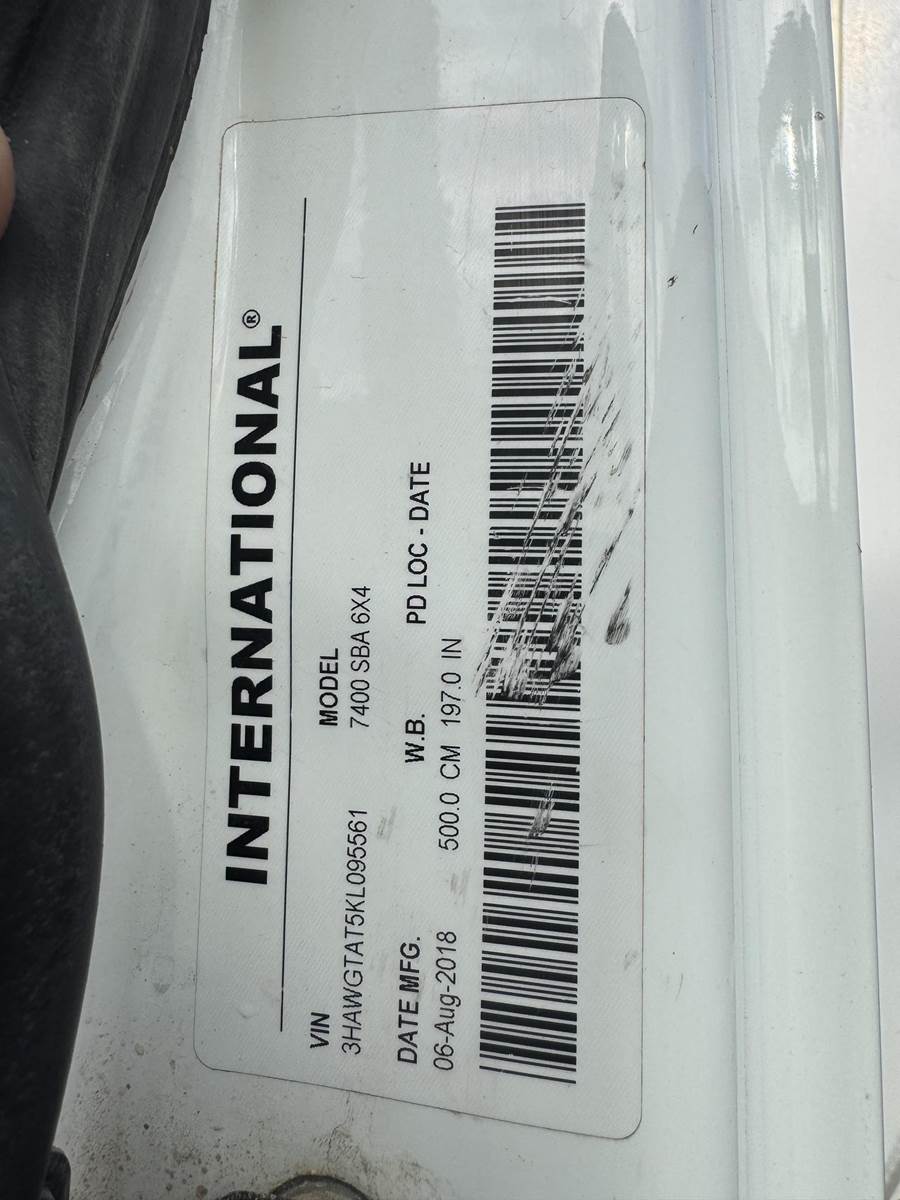 INTERNATIONAL®
VIN MODEL
3HAWGTAT5KL095561 7400 SBA 6X4
DATE MFG. W.B. PD LOC - DATE
06-Aug-2018 500.0 CM 197.0 IN